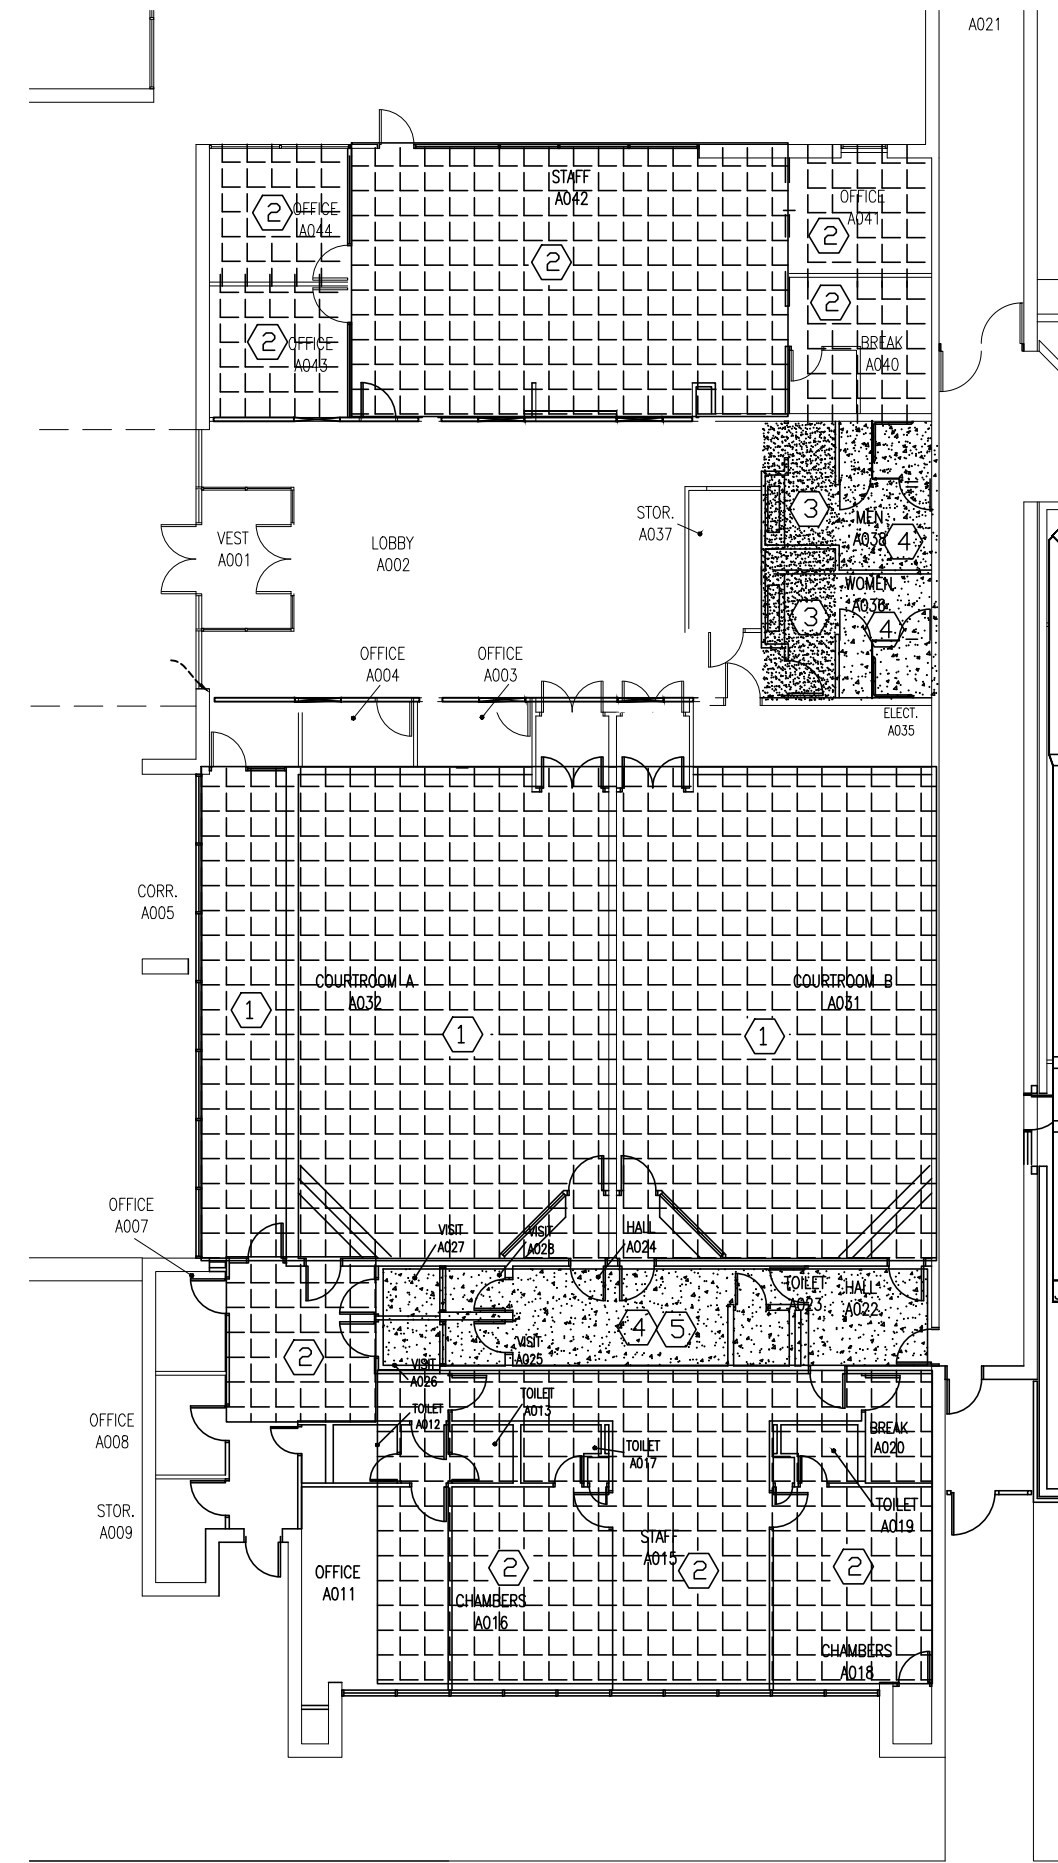 A021
STAFF
A042
2
OFFICE
A044
OFFICE
A041
2
2
2
2
OFFICE
A043
BREAK
A040
STOR.
A037
3
MEN
A038
4
VEST
A001
LOBBY
A002
WOMEN
A036
3
4
OFFICE
A004
OFFICE
A003
ELECT.
A035
CORR.
A005
COURTROOM A
A032
COURTROOM B
A031
1
1
1
OFFICE
A007
VISIT
A027
VISIT
A028
HALL
A024
TOILET
A023
HALL
A022
4
5
2
VISIT
A025
VISIT
A026
TOILET
A012
TOILET
A013
OFFICE
A008
BREAK
A020
TOILET
A017
STOR.
A009
TOILET
A019
STAFF
A015
OFFICE
A011
2
2
2
CHAMBERS
A016
CHAMBERS
A018